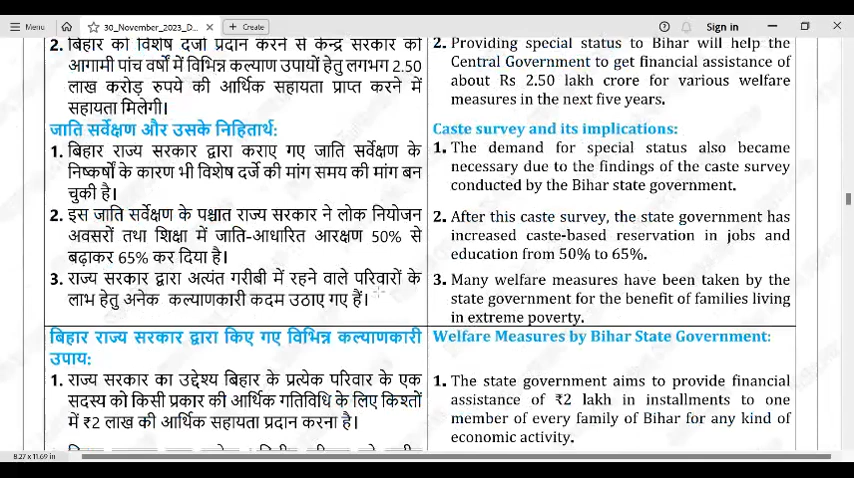 Menu
30_November_2023_D...
+ Create
Sign in
2. बिहार को विशेष दर्जा प्रदान करने से केन्द्र सरकार को
आगामी पांच वर्षों में विभिन्न कल्याण उपायों हेतु लगभग 2.50
लाख करोड़ रुपये की आर्थिक सहायता प्राप्त करने में
सहायता मिलेगी।
जाति सर्वेक्षण और उसके निहितार्थ:
1. बिहार राज्य सरकार द्वारा कराए गए जाति सर्वेक्षण के
निष्कर्षों के कारण भी विशेष दर्जे की मांग समय की मांग बन
चुकी है।
2. इस जाति सर्वेक्षण के पश्चात राज्य सरकार ने लोक नियोजन
अवसरों तथा शिक्षा में जाति-आधारित आरक्षण 50% से
बढ़ाकर 65% कर दिया है।
3. राज्य सरकार द्वारा अत्यंत गरीबी में रहने वाले परिवारों के
लाभ हेतु अनेक कल्याणकारी कदम उठाए गए हैं।
बिहार राज्य सरकार द्वारा किए गए विभिन्न कल्याणकारी
उपाय:
1. राज्य सरकार का उद्देश्य बिहार के प्रत्येक परिवार के एक
सदस्य को किसी प्रकार की आर्थिक गतिविधि के लिए किश्तों
में ₹2 लाख की आर्थिक सहायता प्रदान करना है।
2. Providing special status to Bihar will help the
Central Government to get financial assistance of
about Rs 2.50 lakh crore for various welfare
measures in the next five years.
Caste survey and its implications:
1. The demand for special status also became
necessary due to the findings of the caste survey
conducted by the Bihar state government.
2. After this caste survey, the state government has
increased caste-based reservation in jobs and
education from 50% to 65%.
3. Many welfare measures have been taken by the
state government for the benefit of families living
in extreme poverty.
Welfare Measures by Bihar State Government:
1. The state government aims to provide financial
assistance of ₹2 lakh in installments to one
member of every family of Bihar for any kind of
economic activity.
8.27 x 11.69 in